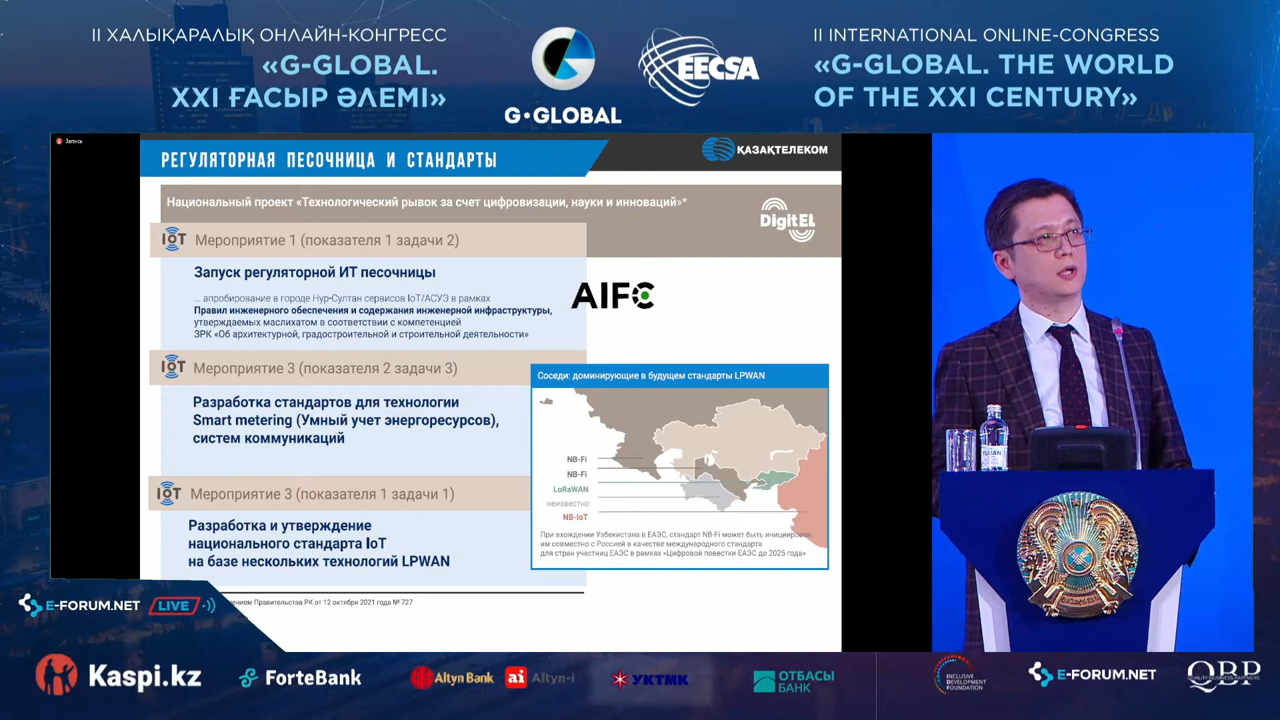 II ХАЛЫҚАРАЛЫҚ ОНЛАЙН-КОНГРЕСС
«G-GLOBAL.
XXI ҒАСЫР ӘЛЕМІ»
G·GLOBAL
EECSA
II INTERNATIONAL ONLINE-CONGRESS
«G-GLOBAL. THE WORLD
OF THE XXI CENTURY»
Запись
РЕГУЛЯТОРНАЯ ПЕСОЧНИЦА И СТАНДАРТЫ
ҚАЗАҚТЕЛЕКОМ
Национальный проект «Технологический рывок за счет цифровизации, науки и инноваций»*
DigitEL
IoT Мероприятие 1 (показателя 1 задачи 2)
Запуск регуляторной ИТ песочницы
... апробирование в городе Нур-Султан сервисов IoT/АСУЭ в рамках
Правил инженерного обеспечения и содержания инженерной инфраструктуры,
утверждаемых маслихатом в соответствии с компетенцией
ЗРК «Об архитектурной, градостроительной и строительной деятельности»
AIFC
IoT Мероприятие 3 (показателя 2 задачи 3)
Разработка стандартов для технологии
Smart metering (Умный учет энергоресурсов),
систем коммуникаций
IoT Мероприятие 3 (показателя 1 задачи 1)
Разработка и утверждение
национального стандарта IoT
на базе нескольких технологий LPWAN
Соседи: доминирующие в будущем стандарты LPWAN
NB-Fi
NB-Fi
LoRaWAN
неизвестно
NB-IoT
При вхождении Узбекистана в ЕАЭС, стандарт NB-Fi может быть инициирован
им совместно с Россией в качестве международного стандарта
для стран участниц ЕАЭС в рамках «Цифровой повестки ЕАЭС до 2025 года»
Правительства РК от 12 октября 2021 года № 727
E-FORUM.NET LIVE
Kaspi.kz
ForteBank
Altyn Bank
ai Altyn-i
УКТМК
ОТБАСЫ
БАНК
INCLUSIVE
DEVELOPMENT
FOUNDATION
E-FORUM.NET
QBP
QUALITY BUSINESS PARTNERS